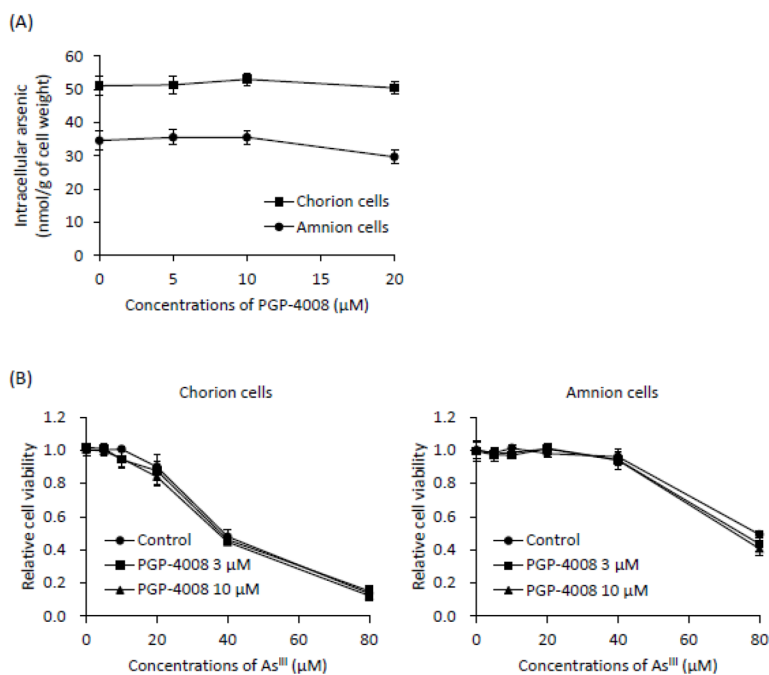 (A)
60
50
40
30
20
10
0
Intracellular arsenic
(nmol/g of cell weight)
Chorion cells
Amnion cells
0 5 10 15 20
Concentrations of PGP-4008 (μM)
(B)
Chorion cells
1.2
1.0
0.8
0.6
0.4
0.2
0.0
Relative cell viability
Control
PGP-4008 3 μM
PGP-4008 10 μM
0 20 40 60 80
Concentrations of Asᴵᴵᴵ (μM)
Amnion cells
1.2
1.0
0.8
0.6
0.4
0.2
0.0
Relative cell viability
Control
PGP-4008 3 μM
PGP-4008 10 μM
0 20 40 60 80
Concentrations of Asᴵᴵᴵ (μM)